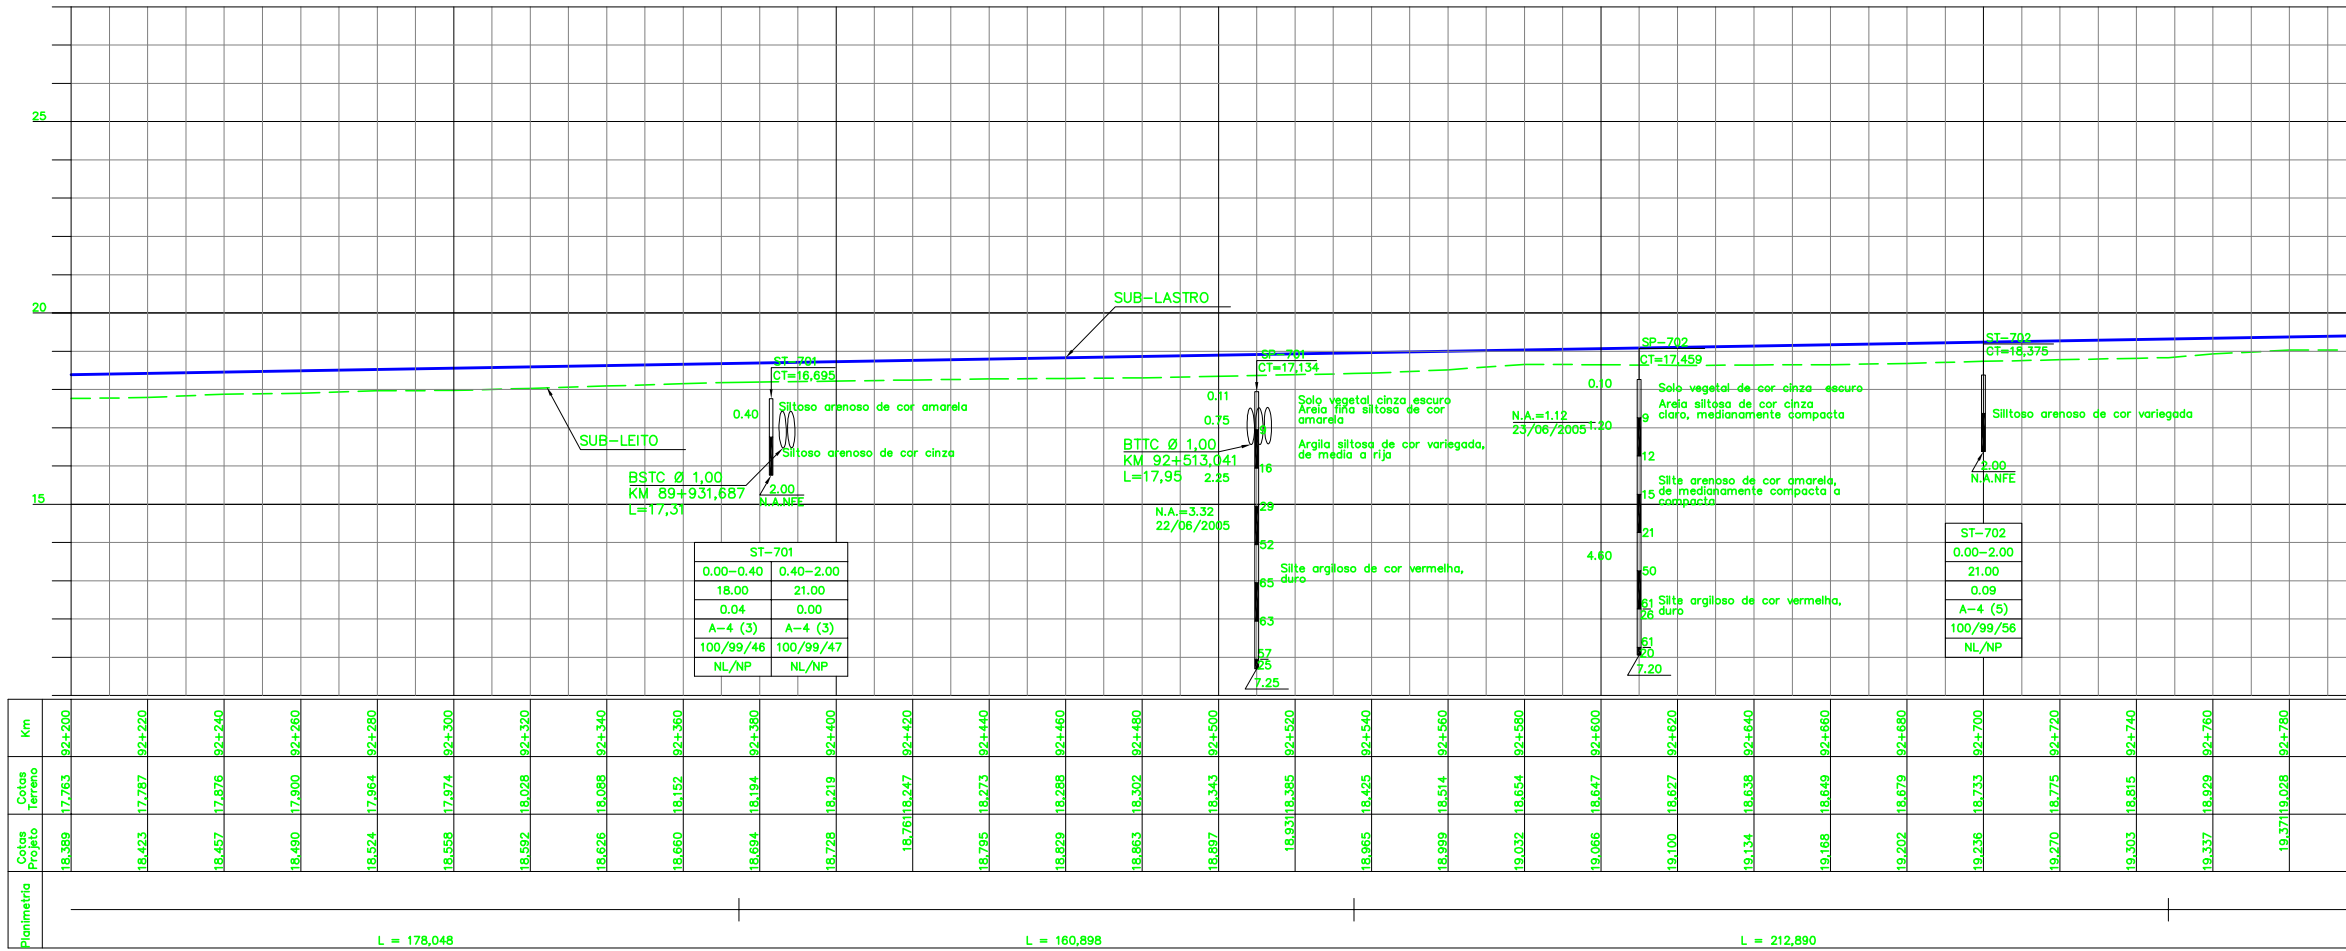 25
20
15
SUB-LASTRO
SUB-LEITO
ST-701
CT=16,695
0.40
Siltoso arenoso de cor amarela
Siltoso arenoso de cor cinza
BSTC Ø 1,00
KM 89+931,687
L=17,31
2.00
N.A.NFE
ST-701
0.00-0.40 0.40-2.00
18.00 21.00
0.04 0.00
A-4 (3) A-4 (3)
100/99/46 100/99/47
NL/NP NL/NP
SP-701
CT=17,134
0.11
0.75
2.25
Solo vegetal cinza escuro
Areia fina siltosa de cor
amarela
Argila siltosa de cor variegada,
de media a rija
BTTC Ø 1,00
KM 92+513,041
L=17,95
N.A.=3.32
22/06/2005
16
29
52
65
63
57
25
Silte argiloso de cor vermelha,
duro
7.25
SP-702
CT=17,459
0.10
N.A.=1.12
23/06/2005
1.20
4.60
Solo vegetal de cor cinza escuro
Areia siltosa de cor cinza
claro, medianamente compacta
Silte arenoso de cor amarela,
de medianamente compacta a
compacta
Silte argiloso de cor vermelha,
duro
9
12
15
21
50
61
26
61
20
7.20
ST-702
CT=18,375
Silltoso arenoso de cor variegada
2.00
N.A.NFE
ST-702
0.00-2.00
21.00
0.09
A-4 (5)
100/99/56
NL/NP
Km 92+200 92+220 92+240 92+260 92+280 92+300 92+320 92+340 92+360 92+380 92+400 92+420 92+440 92+460 92+480 92+500 92+520 92+540 92+560 92+580 92+600 92+620 92+640 92+660 92+680 92+700 92+720 92+740 92+760 92+780
Cotas
Terreno
17,763 17,787 17,876 17,900 17,964 17,974 18,028 18,088 18,152 18,194 18,219 18,247 18,273 18,288 18,302 18,343 18,385 18,425 18,514 18,654 18,647 18,627 18,638 18,649 18,679 18,733 18,775 18,815 18,929 19,028
Cotas
Projeto
18,389 18,423 18,457 18,490 18,524 18,558 18,592 18,626 18,660 18,694 18,728 18,761 18,795 18,829 18,863 18,897 18,931 18,965 18,999 19,032 19,066 19,100 19,134 19,168 19,202 19,236 19,270 19,303 19,337 19,371
Planimetria
L = 178,048
L = 160,898
L = 212,890